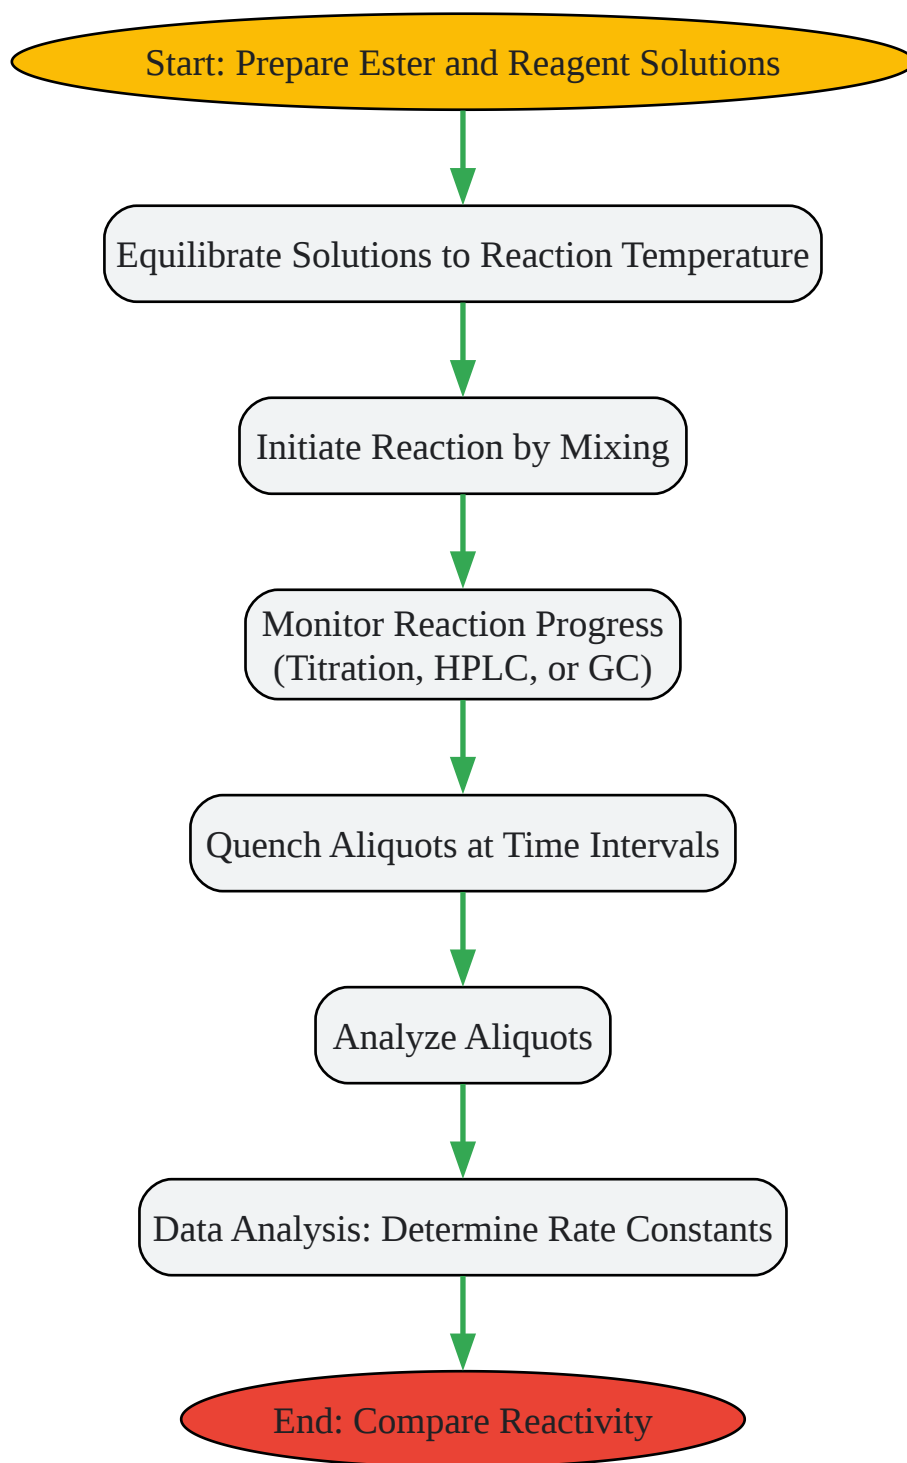 Start: Prepare Ester and Reagent Solutions
Equilibrate Solutions to Reaction Temperature
Initiate Reaction by Mixing
Monitor Reaction Progress
(Titration, HPLC, or GC)
Quench Aliquots at Time Intervals
Analyze Aliquots
Data Analysis: Determine Rate Constants
End: Compare Reactivity